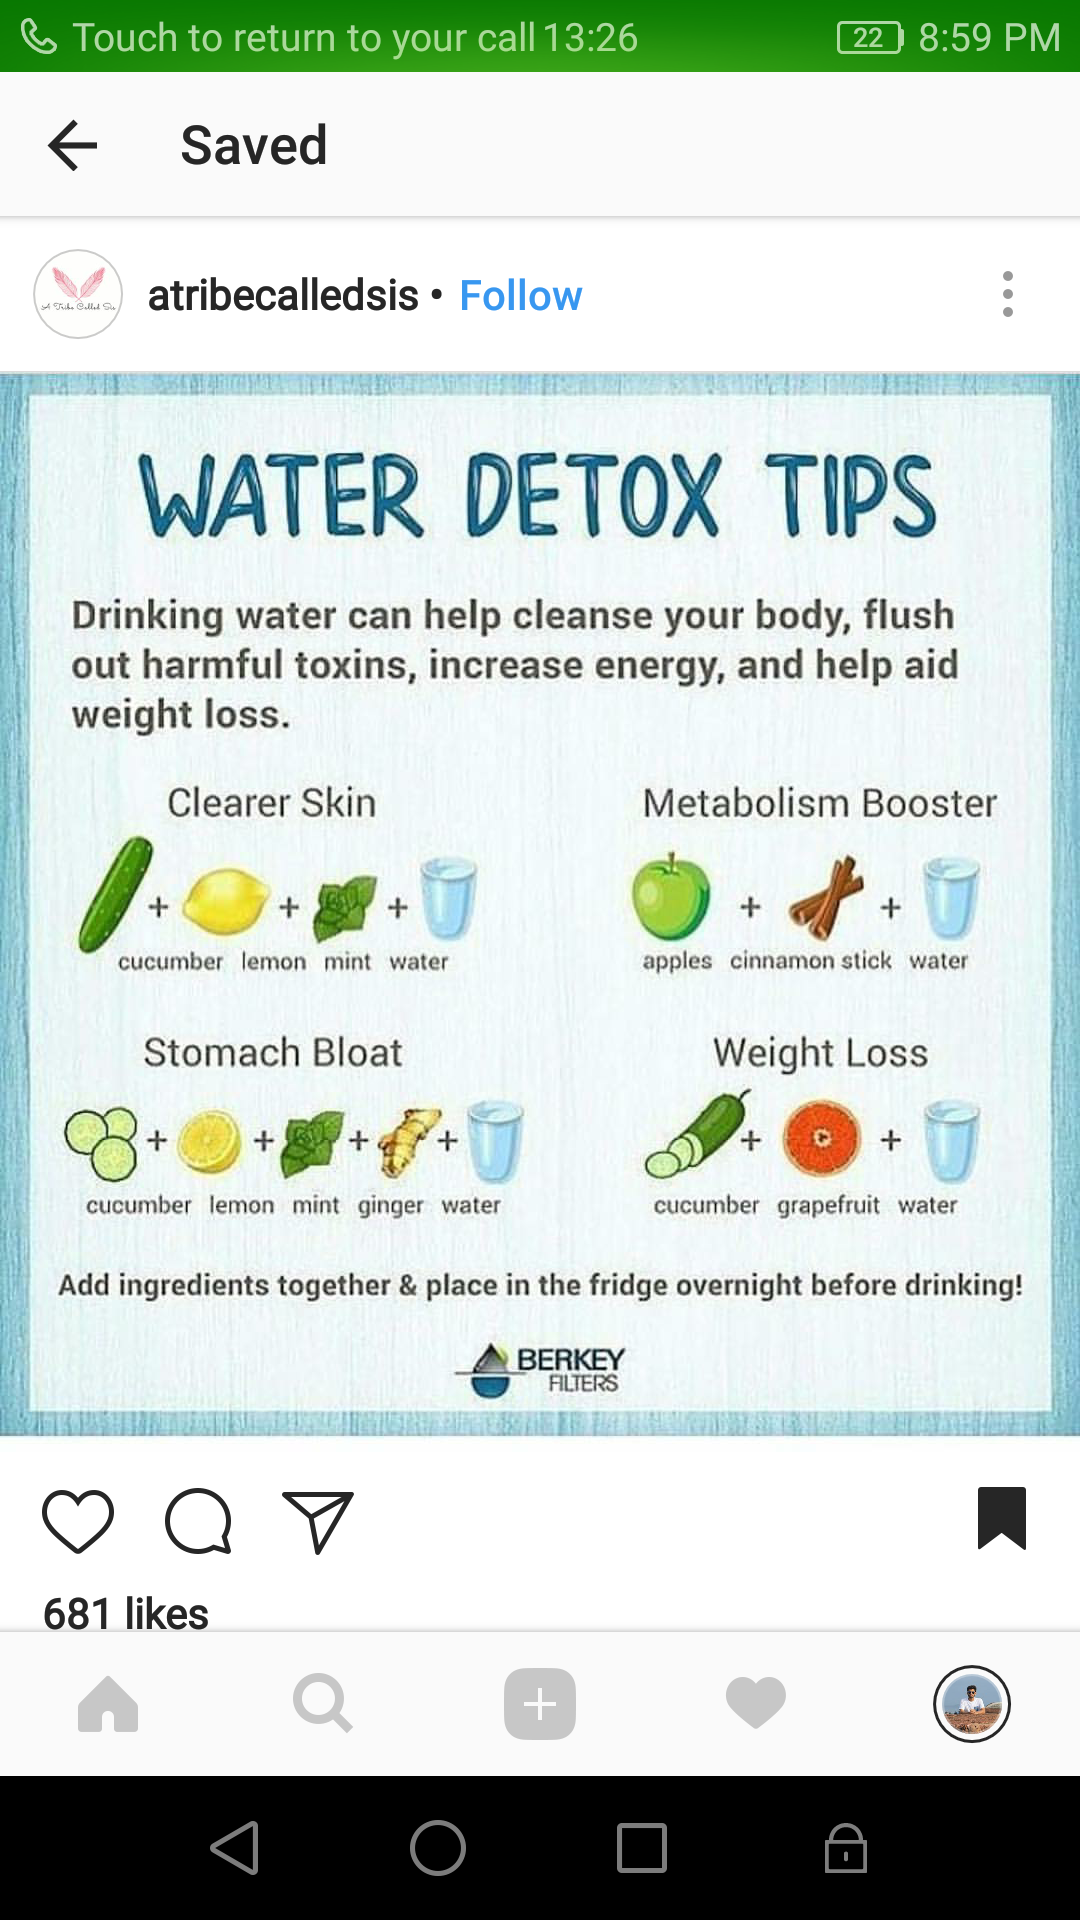 Touch to return to your call 13:26
22
8:59 PM
Saved
A Tribe Called Sis
atribecalledsis • Follow
WATER DETOX TIPS
Drinking water can help cleanse your body, flush
out harmful toxins, increase energy, and help aid
weight loss.
Clearer Skin
+ + +
cucumber lemon mint water
Metabolism Booster
+ +
apples cinnamon stick water
Stomach Bloat
+ + + +
cucumber lemon mint ginger water
Weight Loss
+ +
cucumber grapefruit water
Add ingredients together & place in the fridge overnight before drinking!
BERKEY
FILTERS
681 likes